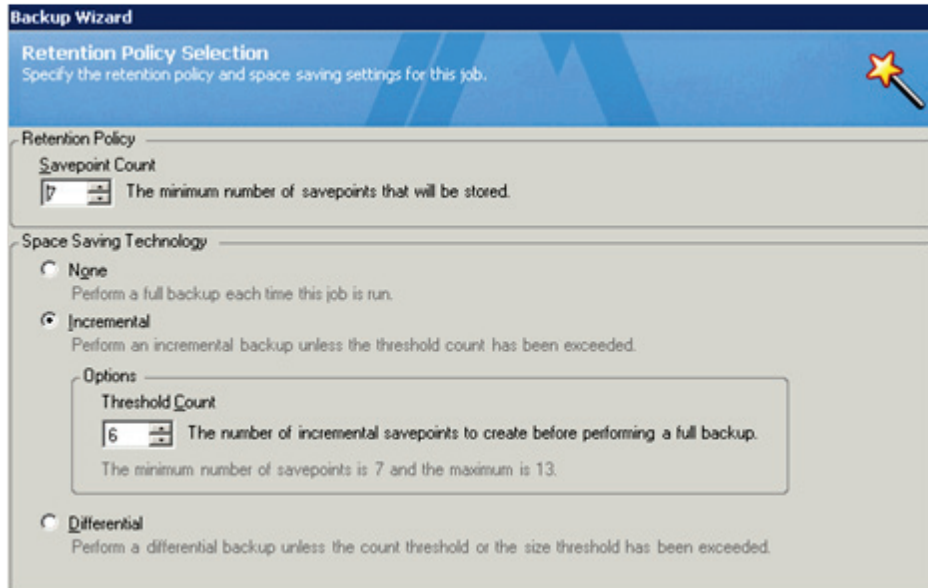 Backup Wizard
Retention Policy Selection
Specify the retention policy and space saving settings for this job.
Retention Policy
Savepoint Count
7 The minimum number of savepoints that will be stored.
Space Saving Technology
None
Perform a full backup each time this job is run.
Incremental
Perform an incremental backup unless the threshold count has been exceeded.
Options
Threshold Count
6 The number of incremental savepoints to create before performing a full backup.
The minimum number of savepoints is 7 and the maximum is 13.
Differential
Perform a differential backup unless the count threshold or the size threshold has been exceeded.